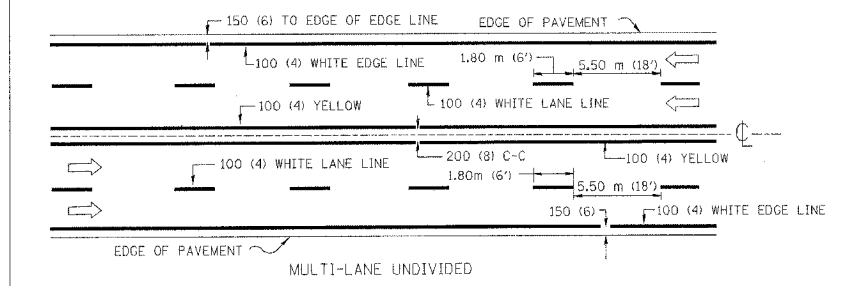 150 (6) TO EDGE OF EDGE LINE
EDGE OF PAVEMENT
100 (4) WHITE EDGE LINE
1.80 m (6')
5.50 m (18')
100 (4) YELLOW
100 (4) WHITE LANE LINE
℄
100 (4) WHITE LANE LINE
200 (8) C-C
100 (4) YELLOW
1.80m (6')
5.50 m (18')
150 (6)
100 (4) WHITE EDGE LINE
EDGE OF PAVEMENT
MULTI-LANE UNDIVIDED